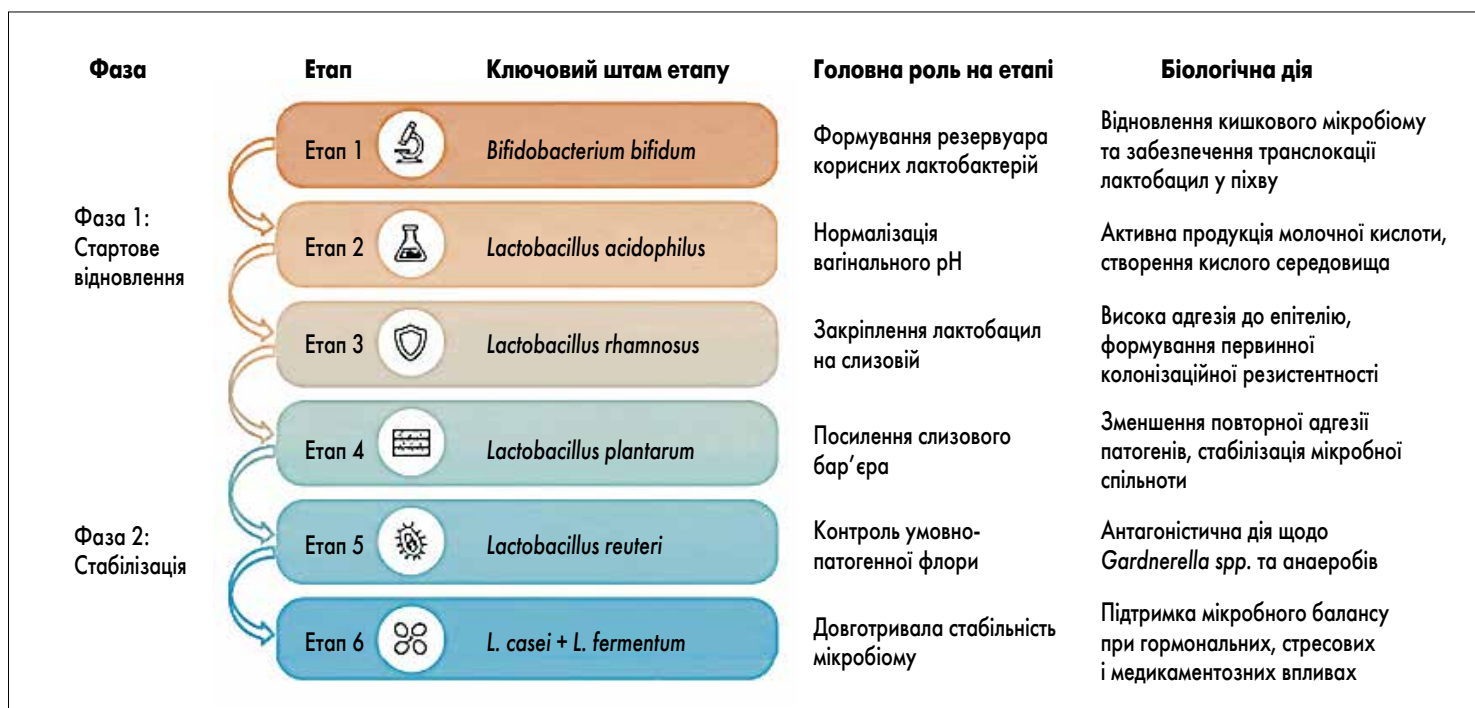 Фаза Етап Ключовий штам етапу Головна роль на етапі Біологічна дія
Фаза 1:
Стартове
відновлення
Етап 1 Bifidobacterium bifidum
Формування резервуара
корисних лактобактерій
Відновлення кишкового мікробіому
та забезпечення транслокації
лактобацил у піхву
Етап 2 Lactobacillus acidophilus
Нормалізація
вагінального pH
Активна продукція молочної кислоти,
створення кислого середовища
Етап 3 Lactobacillus rhamnosus
Закріплення лактобацил
на слизовій
Висока адгезія до епітелію,
формування первинної
колонізаційної резистентності
Фаза 2:
Стабілізація
Етап 4 Lactobacillus plantarum
Посилення слизового
бар’єра
Зменшення повторної адгезії
патогенів, стабілізація мікробної
спільноти
Етап 5 Lactobacillus reuteri
Контроль умовно-
патогенної флори
Антагоністична дія щодо
Gardnerella spp. та анаеробів
Етап 6 L. casei + L. fermentum
Довготривала стабільність
мікробіому
Підтримка мікробного балансу
при гормональних, стресових
і медикаментозних впливах